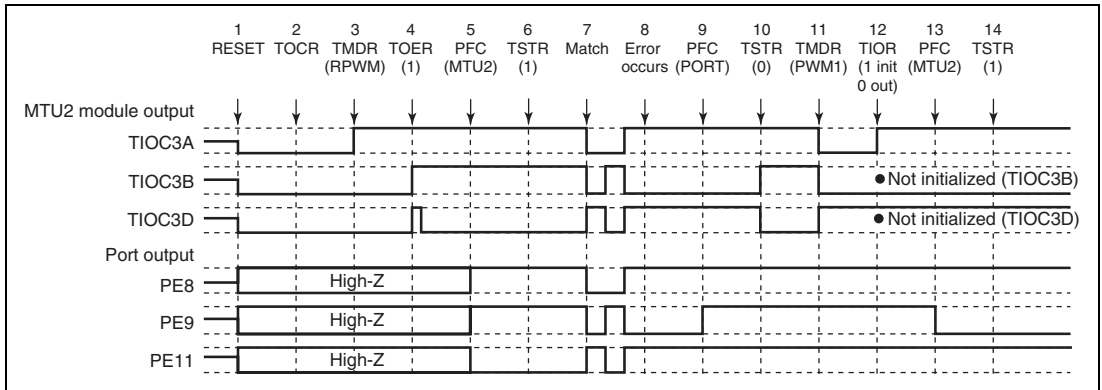 1 2 3 4 5 6 7 8 9 10 11 12 13 14
RESET TOCR TMDR TOER PFC TSTR Match Error PFC TSTR TMDR TIOR PFC TSTR
(RPWM) (1) (MTU2) (1) occurs (PORT) (0) (PWM1) (1 init (MTU2) (1)
0 out)
MTU2 module output
TIOC3A
TIOC3B
● Not initialized (TIOC3B)
TIOC3D
● Not initialized (TIOC3D)
Port output
PE8
High-Z
PE9
High-Z
PE11
High-Z